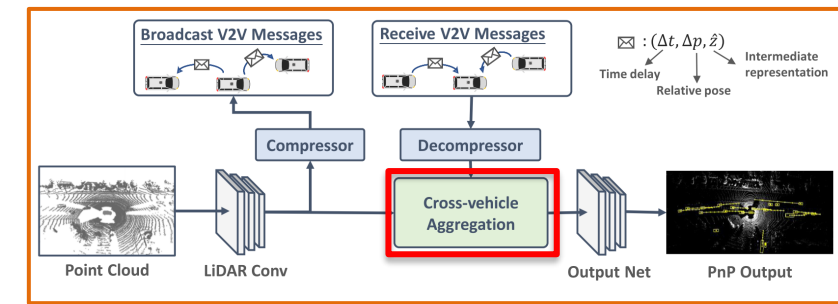 Broadcast V2V Messages
Receive V2V Messages
: (Δt, Δp, ẑ)
Time delay
Relative pose
Intermediate
representation
Compressor
Decompressor
Cross-vehicle
Aggregation
Point Cloud
LiDAR Conv
Output Net
PnP Output